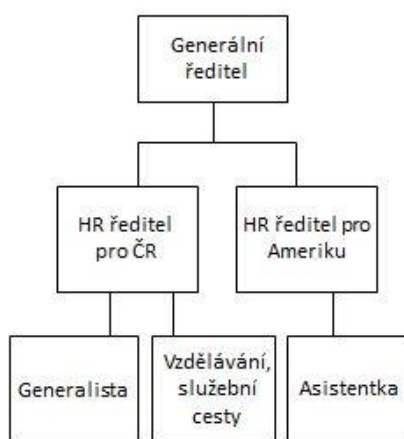 Generální
ředitel
HR ředitel
pro ČR
HR ředitel pro
Ameriku
Generalista
Vzdělávání,
služební
cesty
Asistentka